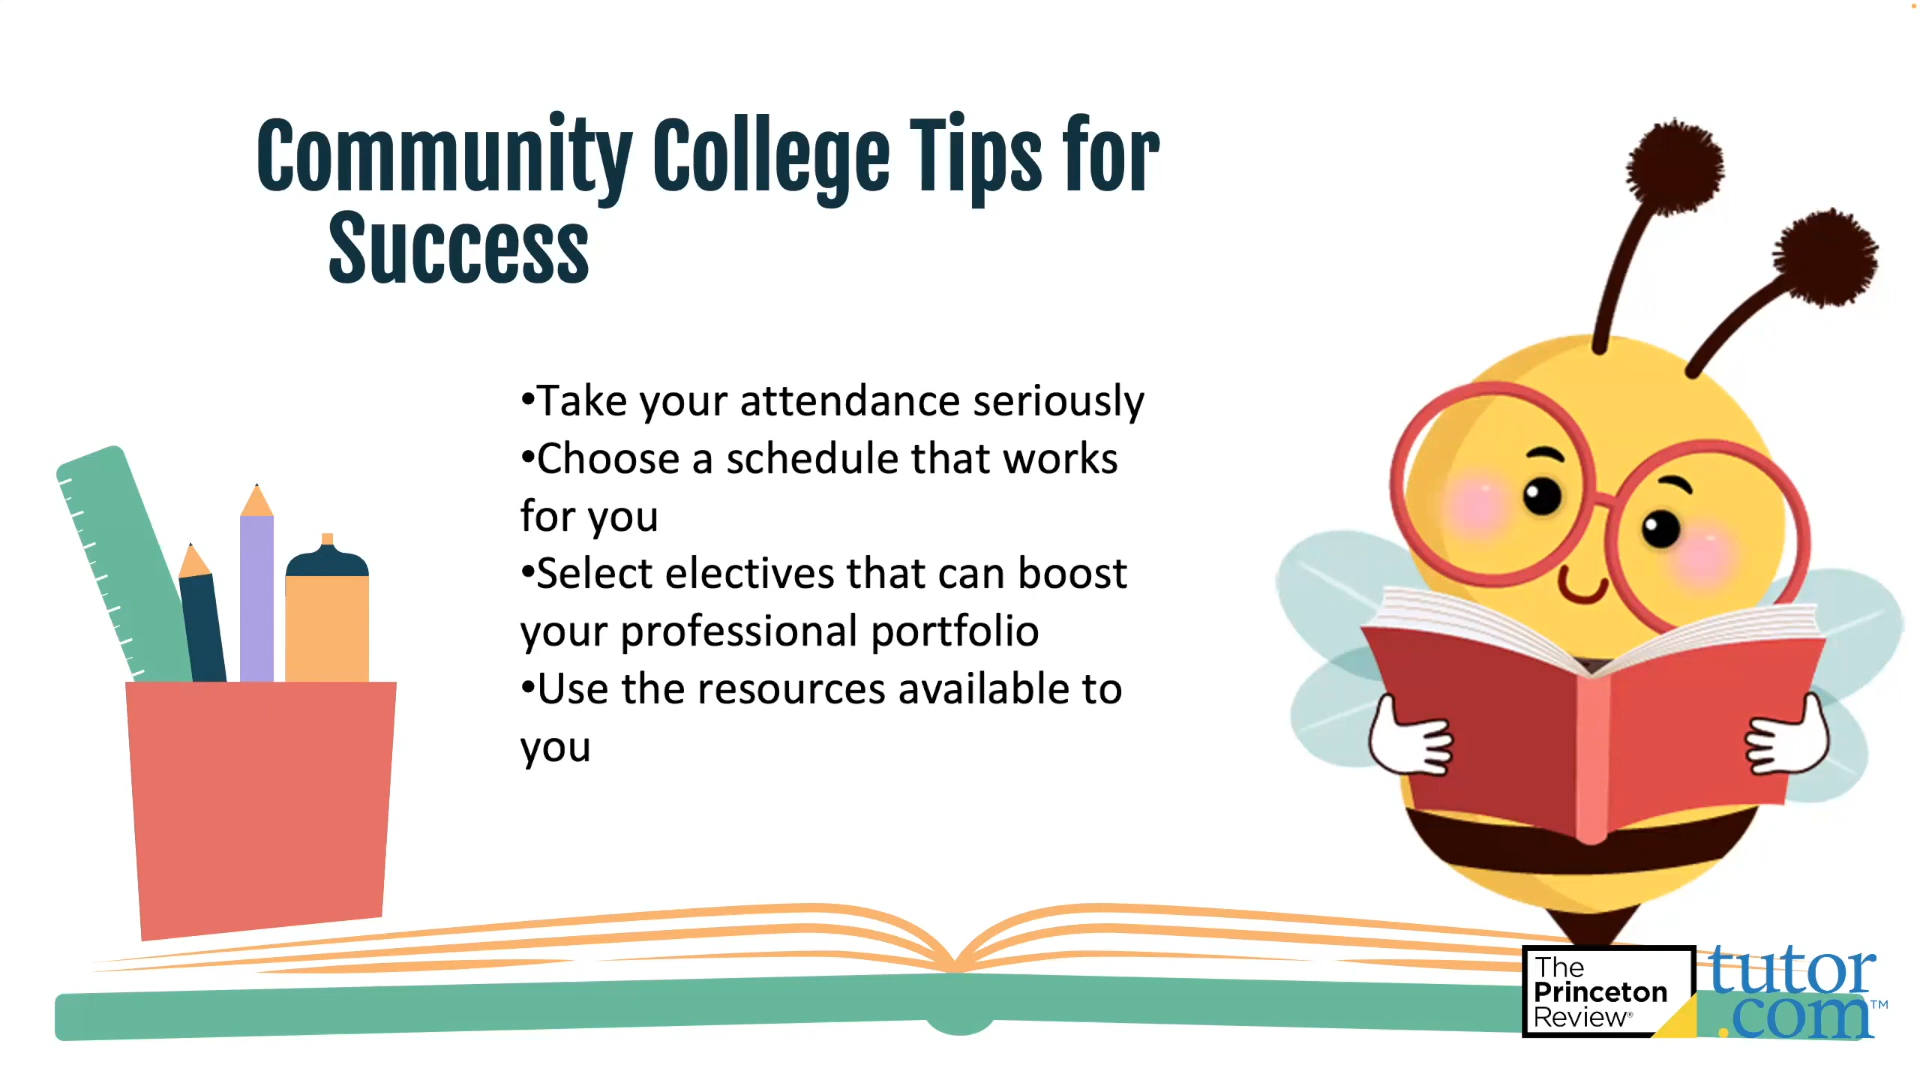 Community College Tips for
Success
•Take your attendance seriously
•Choose a schedule that works
for you
•Select electives that can boost
your professional portfolio
•Use the resources available to
you
The
Princeton
Review®
tutor
.com™